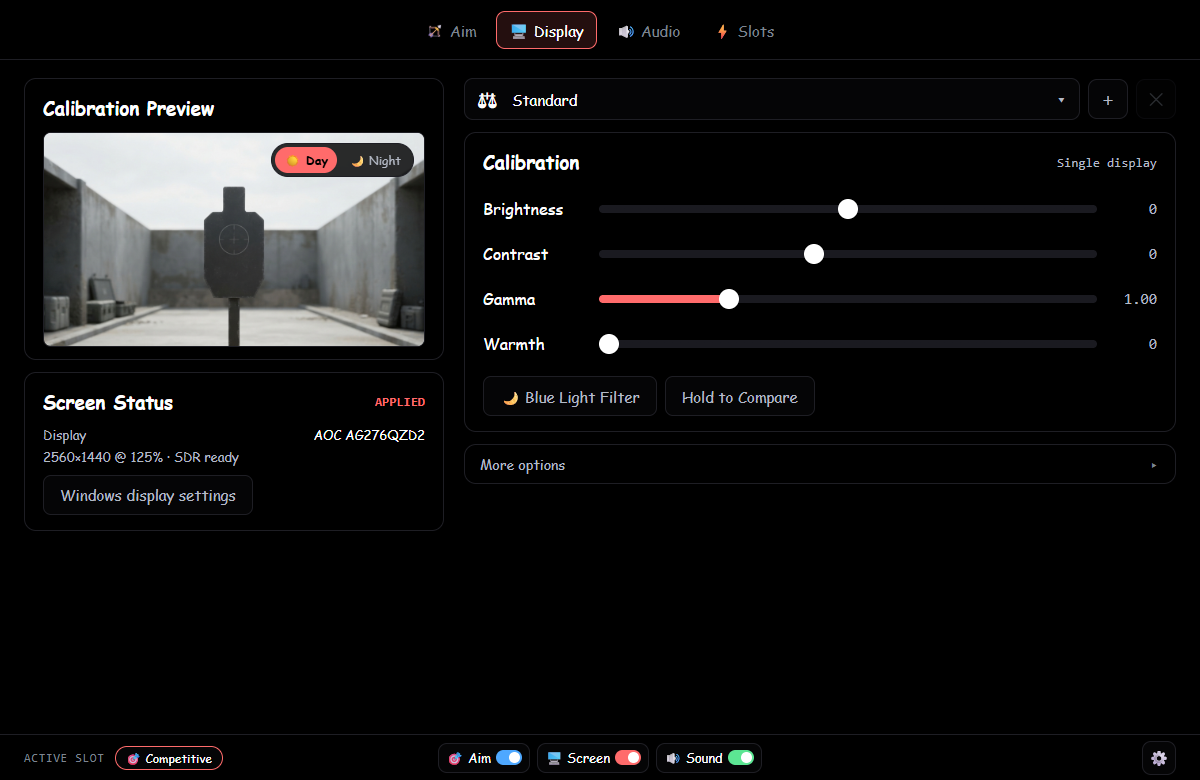 Aim
Display
Audio
Slots
Calibration Preview
Day
Night
Screen Status
APPLIED
Display
AOC AG276QZD2
2560×1440 @ 125% · SDR ready
Windows display settings
Standard
+
Calibration
Single display
Brightness
0
Contrast
0
Gamma
1.00
Warmth
0
Blue Light Filter
Hold to Compare
More options
ACTIVE SLOT
Competitive
Aim
Screen
Sound